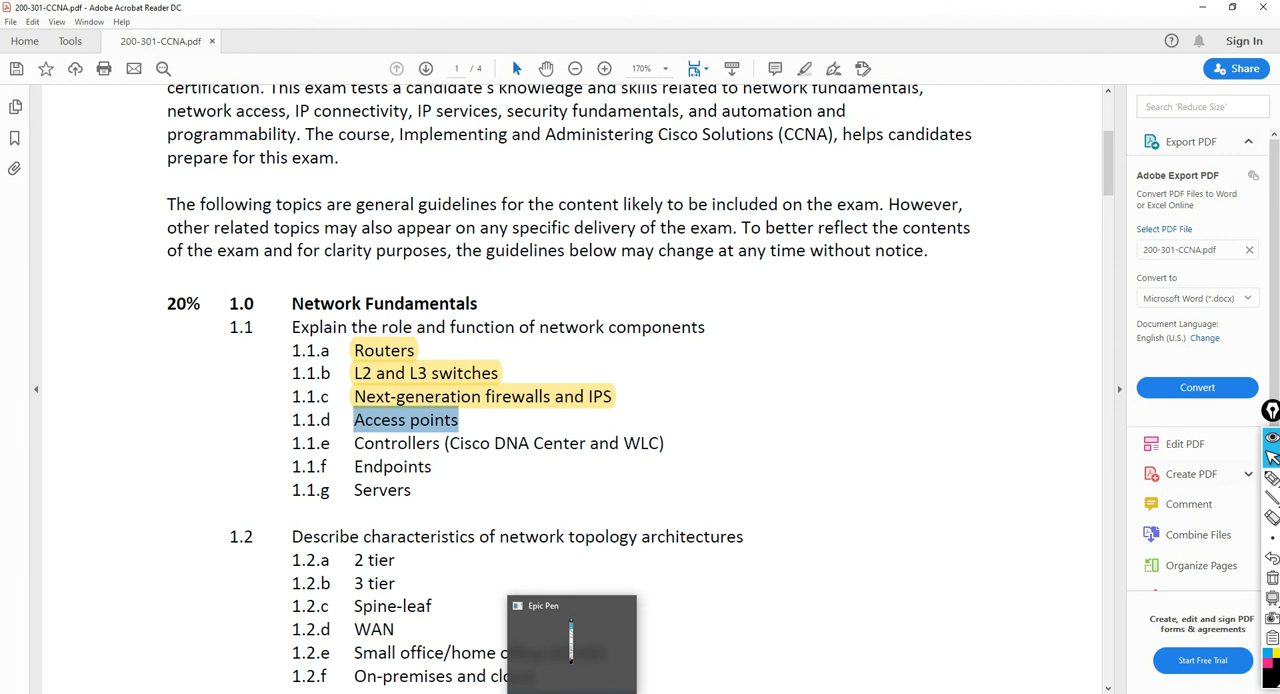 200-301-CCNA.pdf - Adobe Acrobat Reader DC
File Edit View Window Help
Home Tools 200-301-CCNA.pdf × Sign In
1 / 4 170% Share
certification. This exam tests a candidate's knowledge and skills related to network fundamentals,
network access, IP connectivity, IP services, security fundamentals, and automation and
programmability. The course, Implementing and Administering Cisco Solutions (CCNA), helps candidates
prepare for this exam.
The following topics are general guidelines for the content likely to be included on the exam. However,
other related topics may also appear on any specific delivery of the exam. To better reflect the contents
of the exam and for clarity purposes, the guidelines below may change at any time without notice.
20% 1.0 Network Fundamentals
1.1 Explain the role and function of network components
1.1.a Routers
1.1.b L2 and L3 switches
1.1.c Next-generation firewalls and IPS
1.1.d Access points
1.1.e Controllers (Cisco DNA Center and WLC)
1.1.f Endpoints
1.1.g Servers
1.2 Describe characteristics of network topology architectures
1.2.a 2 tier
1.2.b 3 tier
1.2.c Spine-leaf
1.2.d WAN
1.2.e Small office/home
1.2.f On-premises and
Epic Pen
Search 'Reduce Size'
Export PDF
Adobe Export PDF
Convert PDF Files to Word
or Excel Online
Select PDF File
200-301-CCNA.pdf
Convert to
Microsoft Word (*.docx)
Document Language:
English (U.S.) Change
Convert
Edit PDF
Create PDF
Comment
Combine Files
Organize Pages
Create, edit and sign PDF
forms & agreements
Start Free Trial